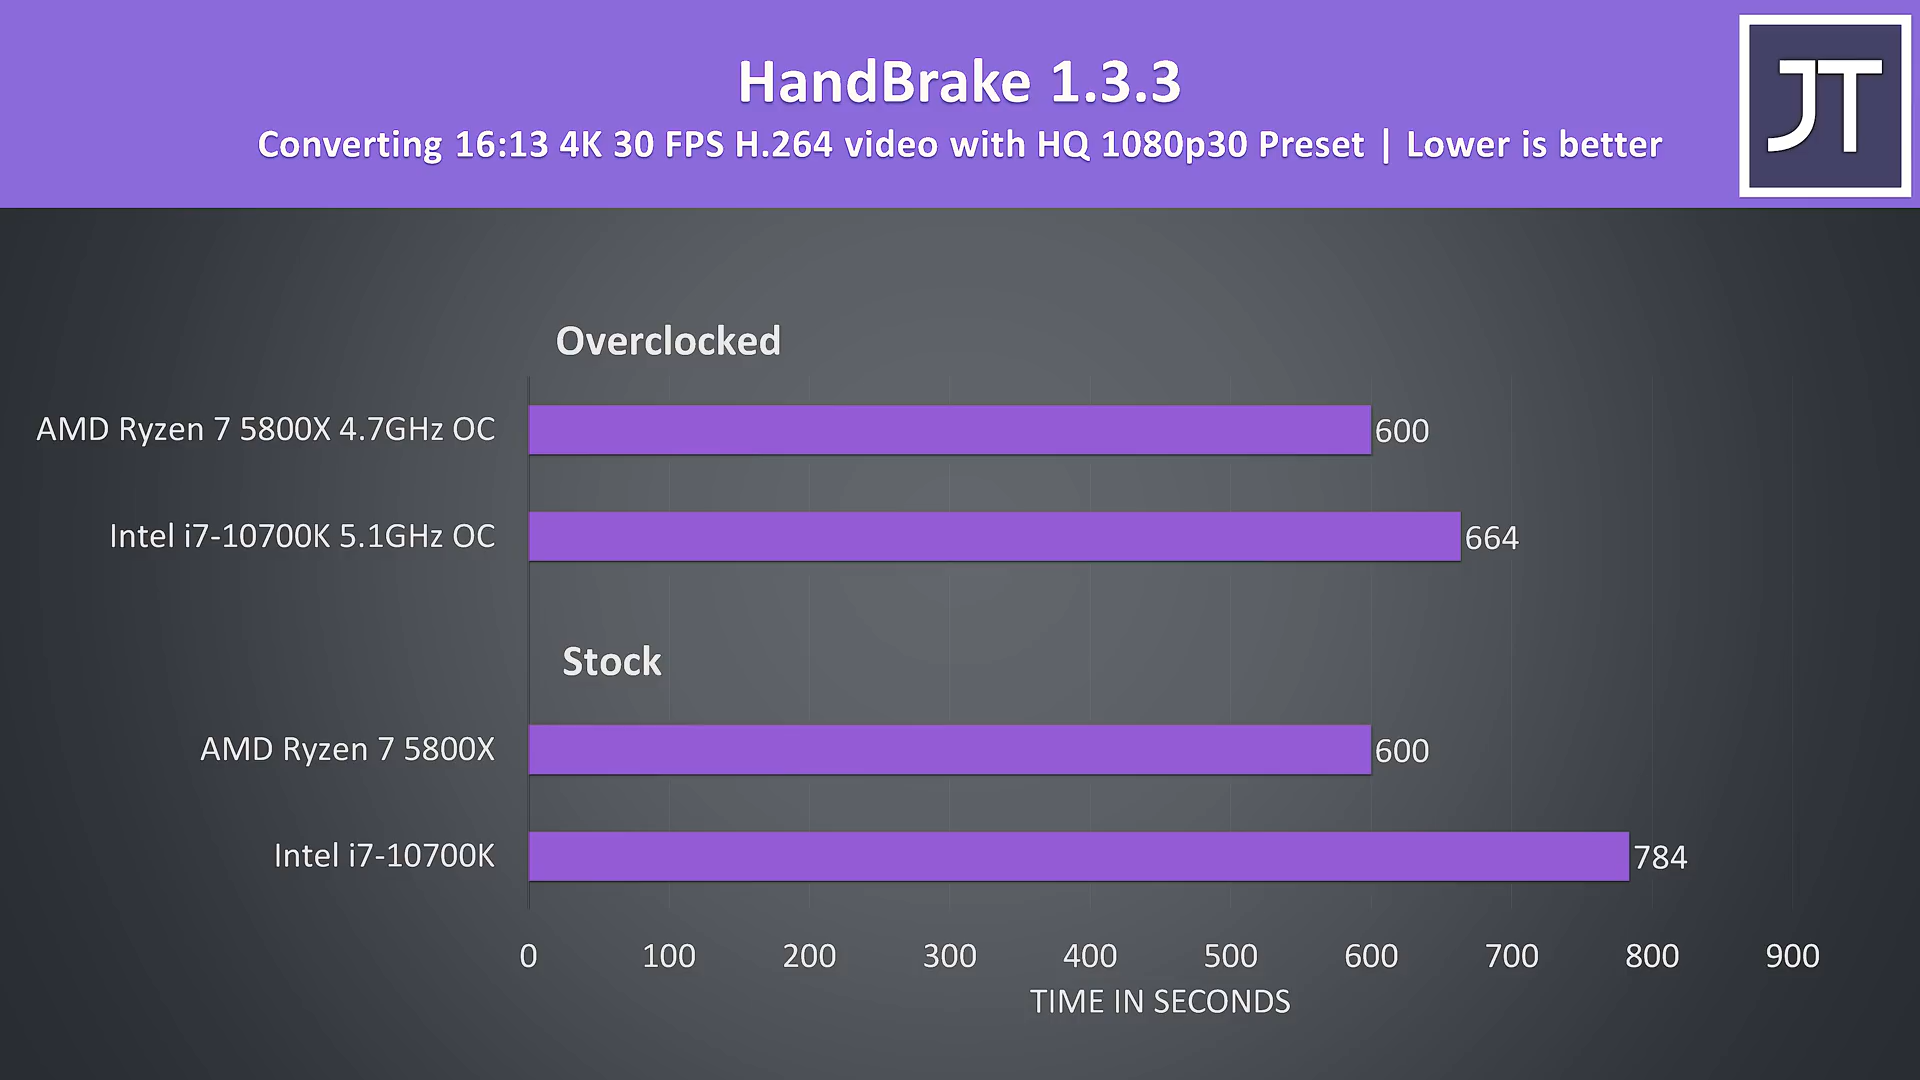 HandBrake 1.3.3
Converting 16:13 4K 30 FPS H.264 video with HQ 1080p30 Preset | Lower is better
JT
Overclocked
AMD Ryzen 7 5800X 4.7GHz OC 600
Intel i7-10700K 5.1GHz OC 664
Stock
AMD Ryzen 7 5800X 600
Intel i7-10700K 784
0 100 200 300 400 500 600 700 800 900
TIME IN SECONDS